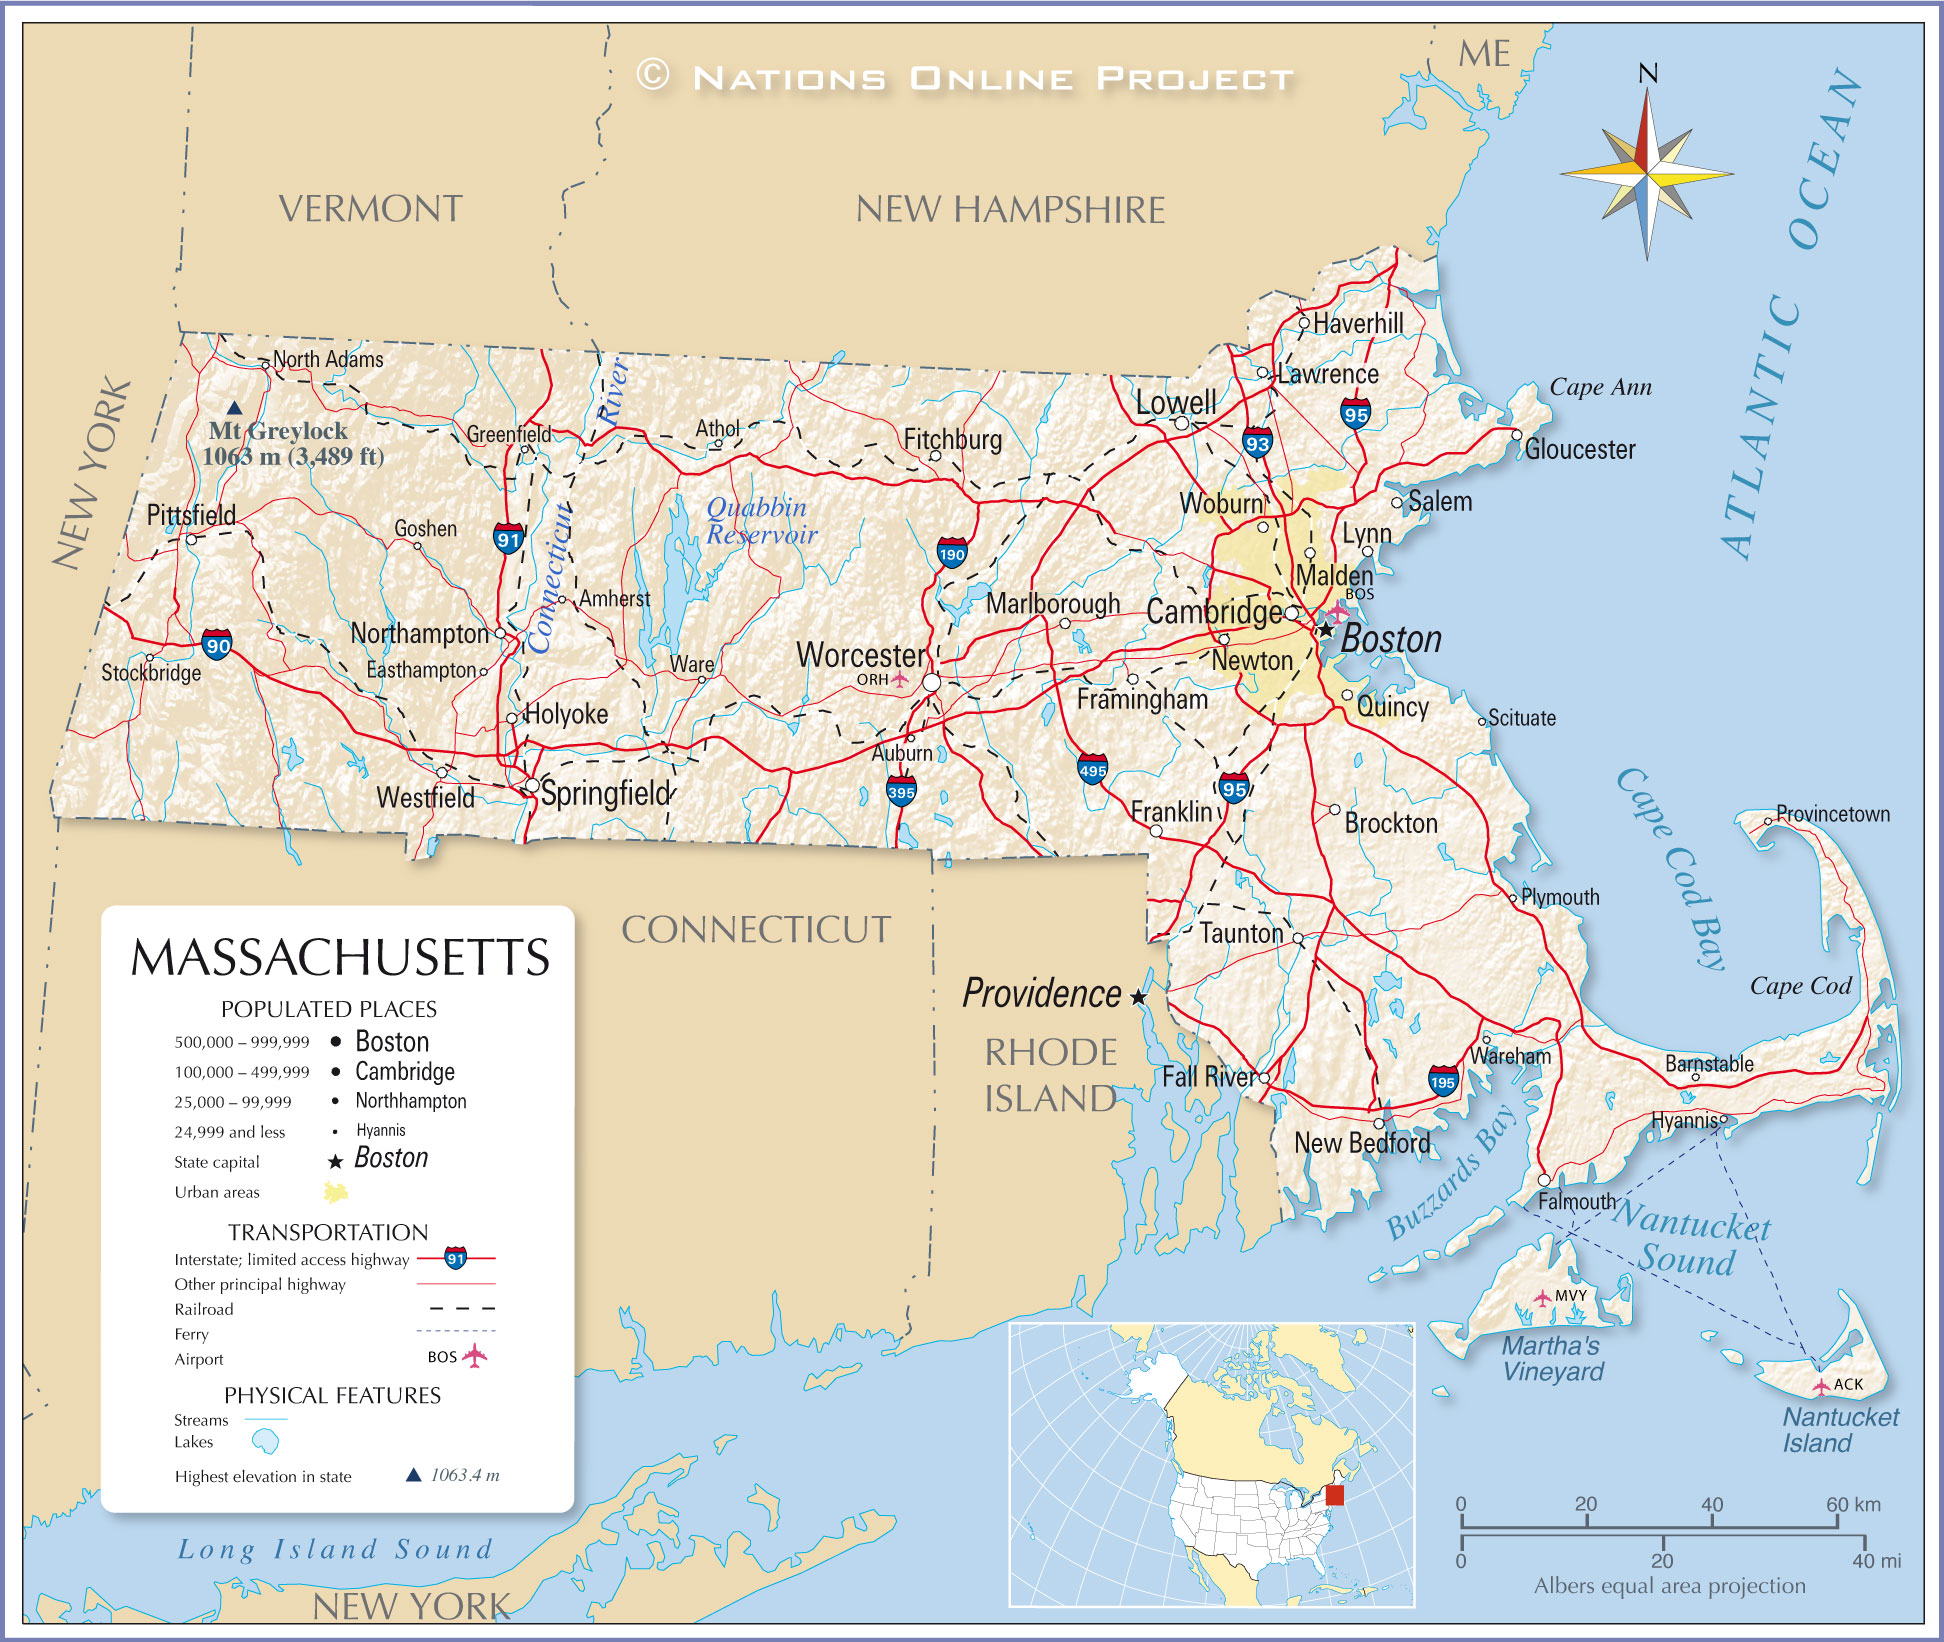 © NATIONS ONLINE PROJECT
ME
N
ATLANTIC OCEAN
VERMONT
NEW HAMPSHIRE
NEW YORK
Haverhill
North Adams
Lawrence
Cape Ann
River
Lowell
95
93
Mt Greylock
1063 m (3,489 ft)
Greenfield
Athol
Fitchburg
Gloucester
Pittsfield
Goshen
91
Connecticut
Quabbin
Reservoir
190
Woburn
Salem
Lynn
Malden
BOS
Amherst
Marlborough
Cambridge
Boston
Northampton
90
Stockbridge
Easthampton
Ware
Worcester
ORH
Newton
Framingham
Quincy
Scituate
Holyoke
Auburn
495
95
395
Westfield
Springfield
Franklin
Brockton
Cape Cod Bay
Provincetown
Plymouth
Cape Cod
CONNECTICUT
Taunton
Providence
RHODE
ISLAND
Fall River
195
Wareham
Barnstable
Hyannis
New Bedford
Buzzards Bay
Falmouth
Nantucket
Sound
MVY
Martha's
Vineyard
ACK
Nantucket
Island
MASSACHUSETTS
POPULATED PLACES
500,000 – 999,999 Boston
100,000 – 499,999 Cambridge
25,000 – 99,999 Northhampton
24,999 and less Hyannis
State capital Boston
Urban areas
TRANSPORTATION
Interstate; limited access highway 91
Other principal highway
Railroad
Ferry
Airport BOS
PHYSICAL FEATURES
Streams
Lakes
Highest elevation in state 1063.4 m
Long Island Sound
NEW YORK
0 20 40 60 km
0 20 40 mi
Albers equal area projection